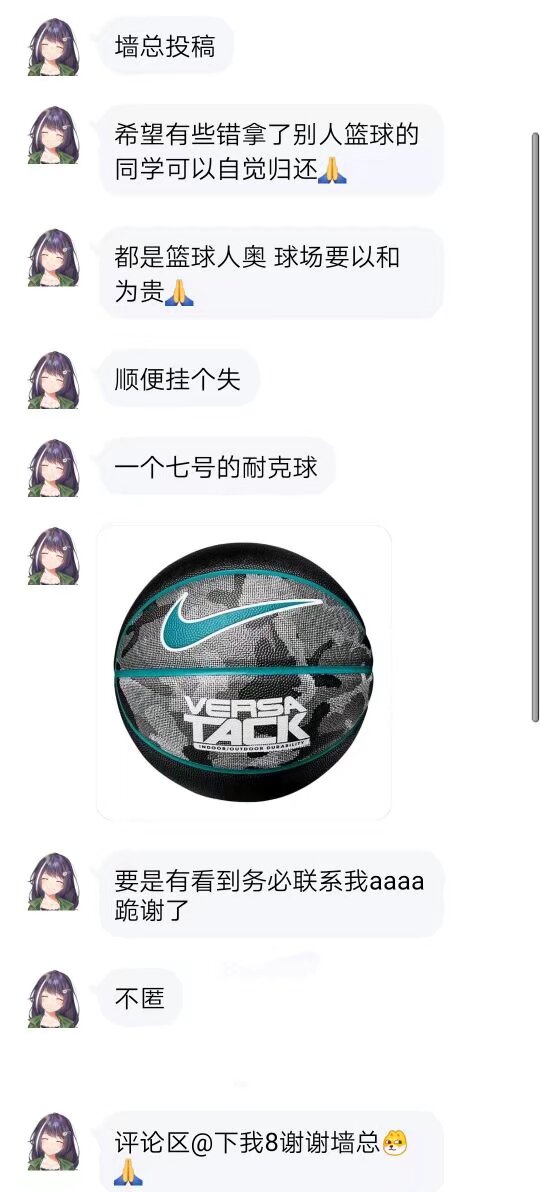 墙总投稿
希望有些错拿了别人篮球的
同学可以自觉归还🙏
都是篮球人奥 球场要以和
为贵🙏
顺便挂个失
一个七号的耐克球
VERSA
TACK
INDOOR/OUTDOOR DURABILITY
要是有看到务必联系我aaaa
跪谢了
不匿
评论区@下我8谢谢墙总
🙏